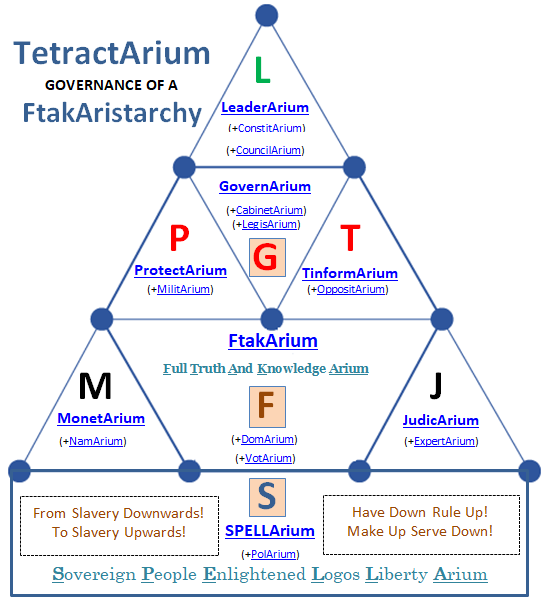 TetractArium
GOVERNANCE OF A
FtakAristarchy
L
LeaderArium
(+ConstitArium)
(+CouncilArium)
GovernArium
(+CabinetArium)
(+LegisArium)
P
G
T
ProtectArium
(+MilitArium)
TinformArium
(+OppositArium)
FtakArium
Full Truth And Knowledge Arium
M
F
J
MonetArium
(+NamArium)
(+DomArium)
(+VotArium)
JudicArium
(+ExpertArium)
From Slavery Downwards!
To Slavery Upwards!
S
SPELLArium
(+PolArium)
Have Down Rule Up!
Make Up Serve Down!
Sovereign People Enlightened Logos Liberty Arium